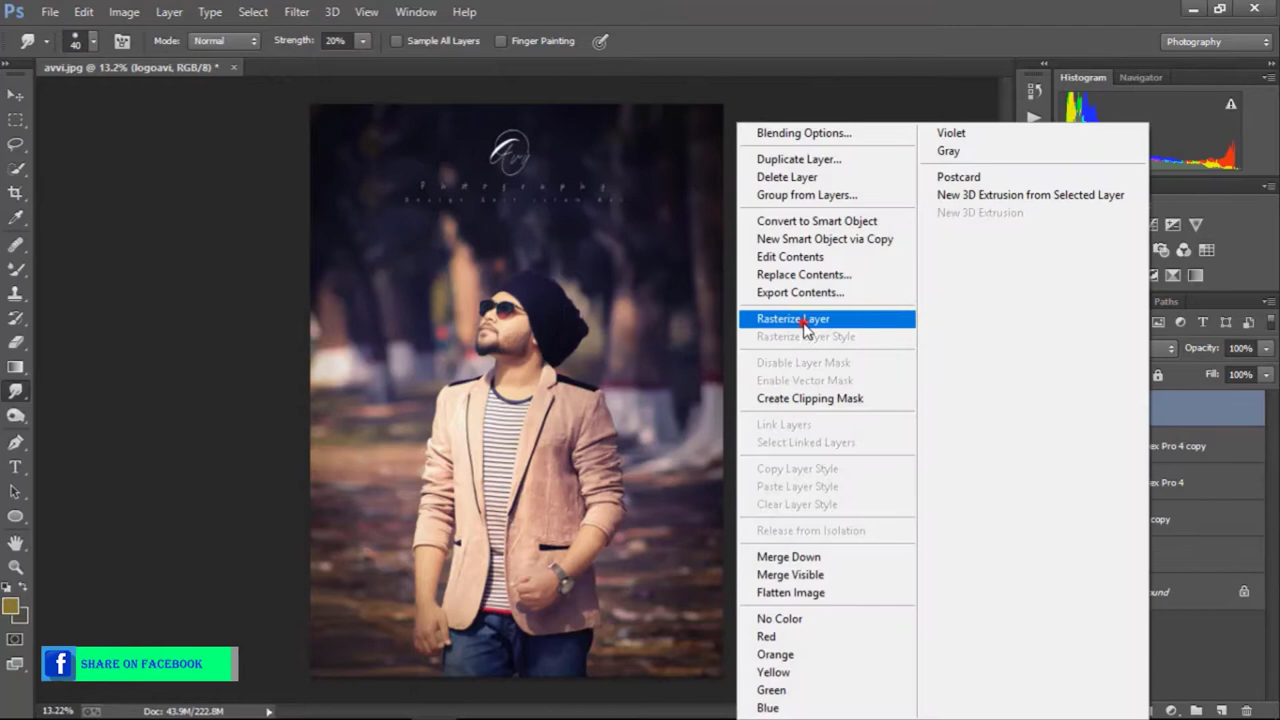 Ps File Edit Image Layer Type Select Filter 3D View Window Help
40 Mode: Normal Strength: 20% Sample All Layers Finger Painting Photography
avvi.jpg @ 13.2% (logoavi, RGB/8) * ×
Histogram Navigator
Photography
Blending Options...
Duplicate Layer...
Delete Layer
Group from Layers...
Convert to Smart Object
New Smart Object via Copy
Edit Contents
Replace Contents...
Export Contents...
Rasterize Layer
Rasterize Layer Style
Disable Layer Mask
Enable Vector Mask
Create Clipping Mask
Link Layers
Select Linked Layers
Copy Layer Style
Paste Layer Style
Clear Layer Style
Release from Isolation
Merge Down
Merge Visible
Flatten Image
No Color
Red
Orange
Yellow
Green
Blue
Violet
Gray
Postcard
New 3D Extrusion from Selected Layer
New 3D Extrusion
Paths
Opacity: 100%
Fill: 100%
ex Pro 4 copy
ex Pro 4
copy
ound
f SHARE ON FACEBOOK
13.22% Doc: 43.9M/222.8M